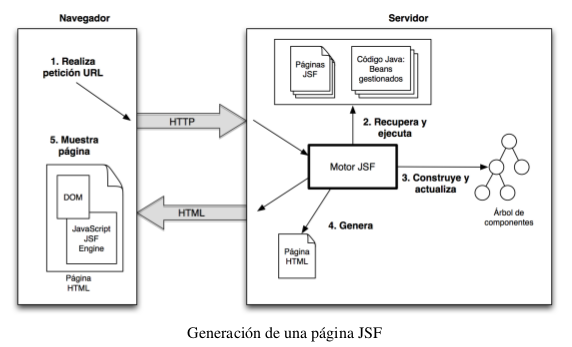 Navegador
Servidor
1. Realiza
petición URL
HTTP
5. Muestra
página
DOM
JavaScript
JSF
Engine
Página
HTML
HTML
Páginas
JSF
Código Java:
Beans
gestionados
2. Recupera y
ejecuta
Motor JSF
3. Construye y
actualiza
Árbol de
componentes
4. Genera
Página
HTML
Generación de una página JSF